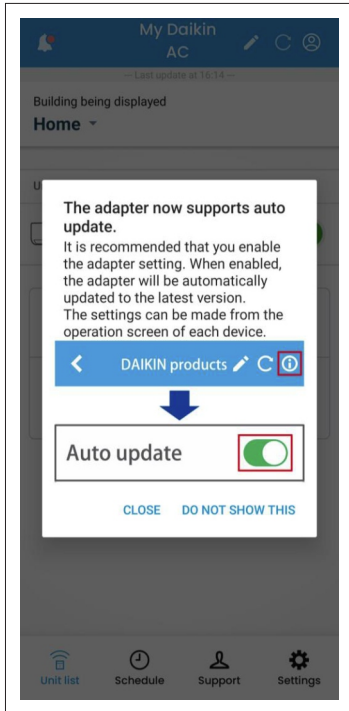 My Daikin
AC
— Last update at 16:14 —
Building being displayed
Home
U
The adapter now supports auto
update.
It is recommended that you enable
the adapter setting. When enabled,
the adapter will be automatically
updated to the latest version.
The settings can be made from the
operation screen of each device.
DAIKIN products
Auto update
CLOSE DO NOT SHOW THIS
Unit list Schedule Support Settings